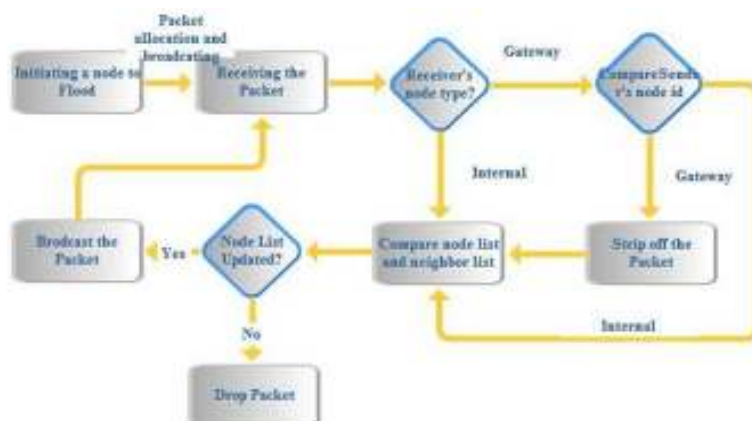 Packet
allocation and
brodcating
Initiating a node to
Flood
Receiving the
Packet
Receiver's
node type?
Gateway
CompareSende
r's node id
Internal
Gateway
Brodcast the
Packet
Yes
Node List
Updated?
Compare node list
and neighbor list
Strip off the
Packet
No
Internal
Drop Packet